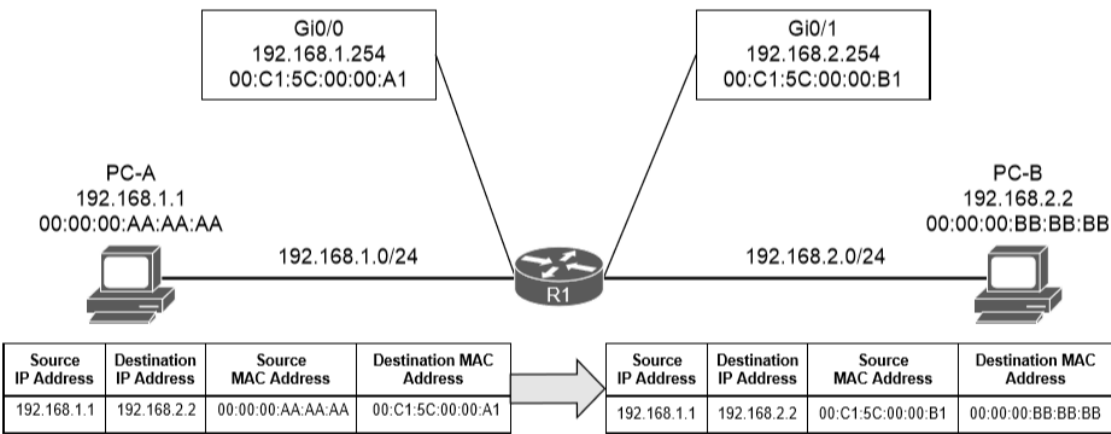 Gi0/0
192.168.1.254
00:C1:5C:00:00:A1
Gi0/1
192.168.2.254
00:C1:5C:00:00:B1
PC-A
192.168.1.1
00:00:00:AA:AA:AA
PC-B
192.168.2.2
00:00:00:BB:BB:BB
192.168.1.0/24
192.168.2.0/24
R1
Source IP Address Destination IP Address Source MAC Address Destination MAC Address
192.168.1.1 192.168.2.2 00:00:00:AA:AA:AA 00:C1:5C:00:00:A1
Source IP Address Destination IP Address Source MAC Address Destination MAC Address
192.168.1.1 192.168.2.2 00:C1:5C:00:00:B1 00:00:00:BB:BB:BB